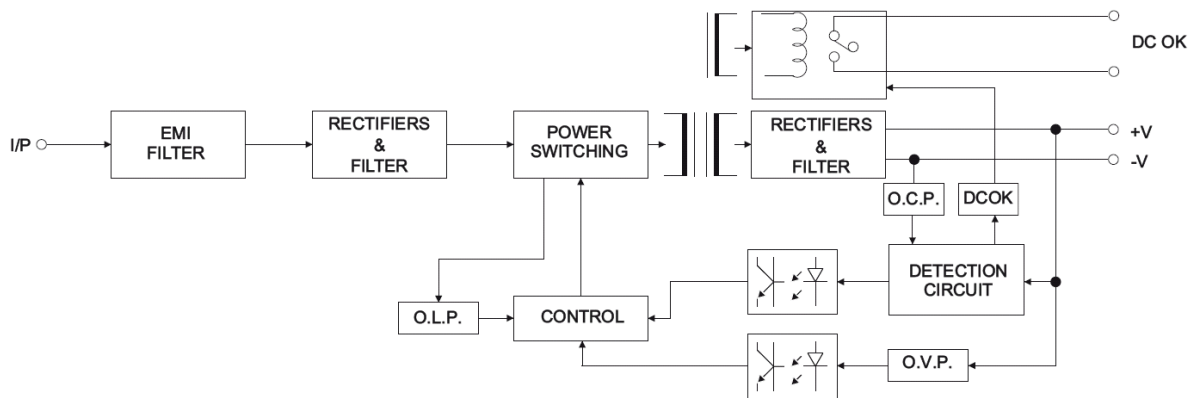 DC OK
I/P
EMI
FILTER
RECTIFIERS
&
FILTER
POWER
SWITCHING
RECTIFIERS
&
FILTER
+V
-V
O.C.P.
DCOK
DETECTION
CIRCUIT
O.L.P.
CONTROL
O.V.P.